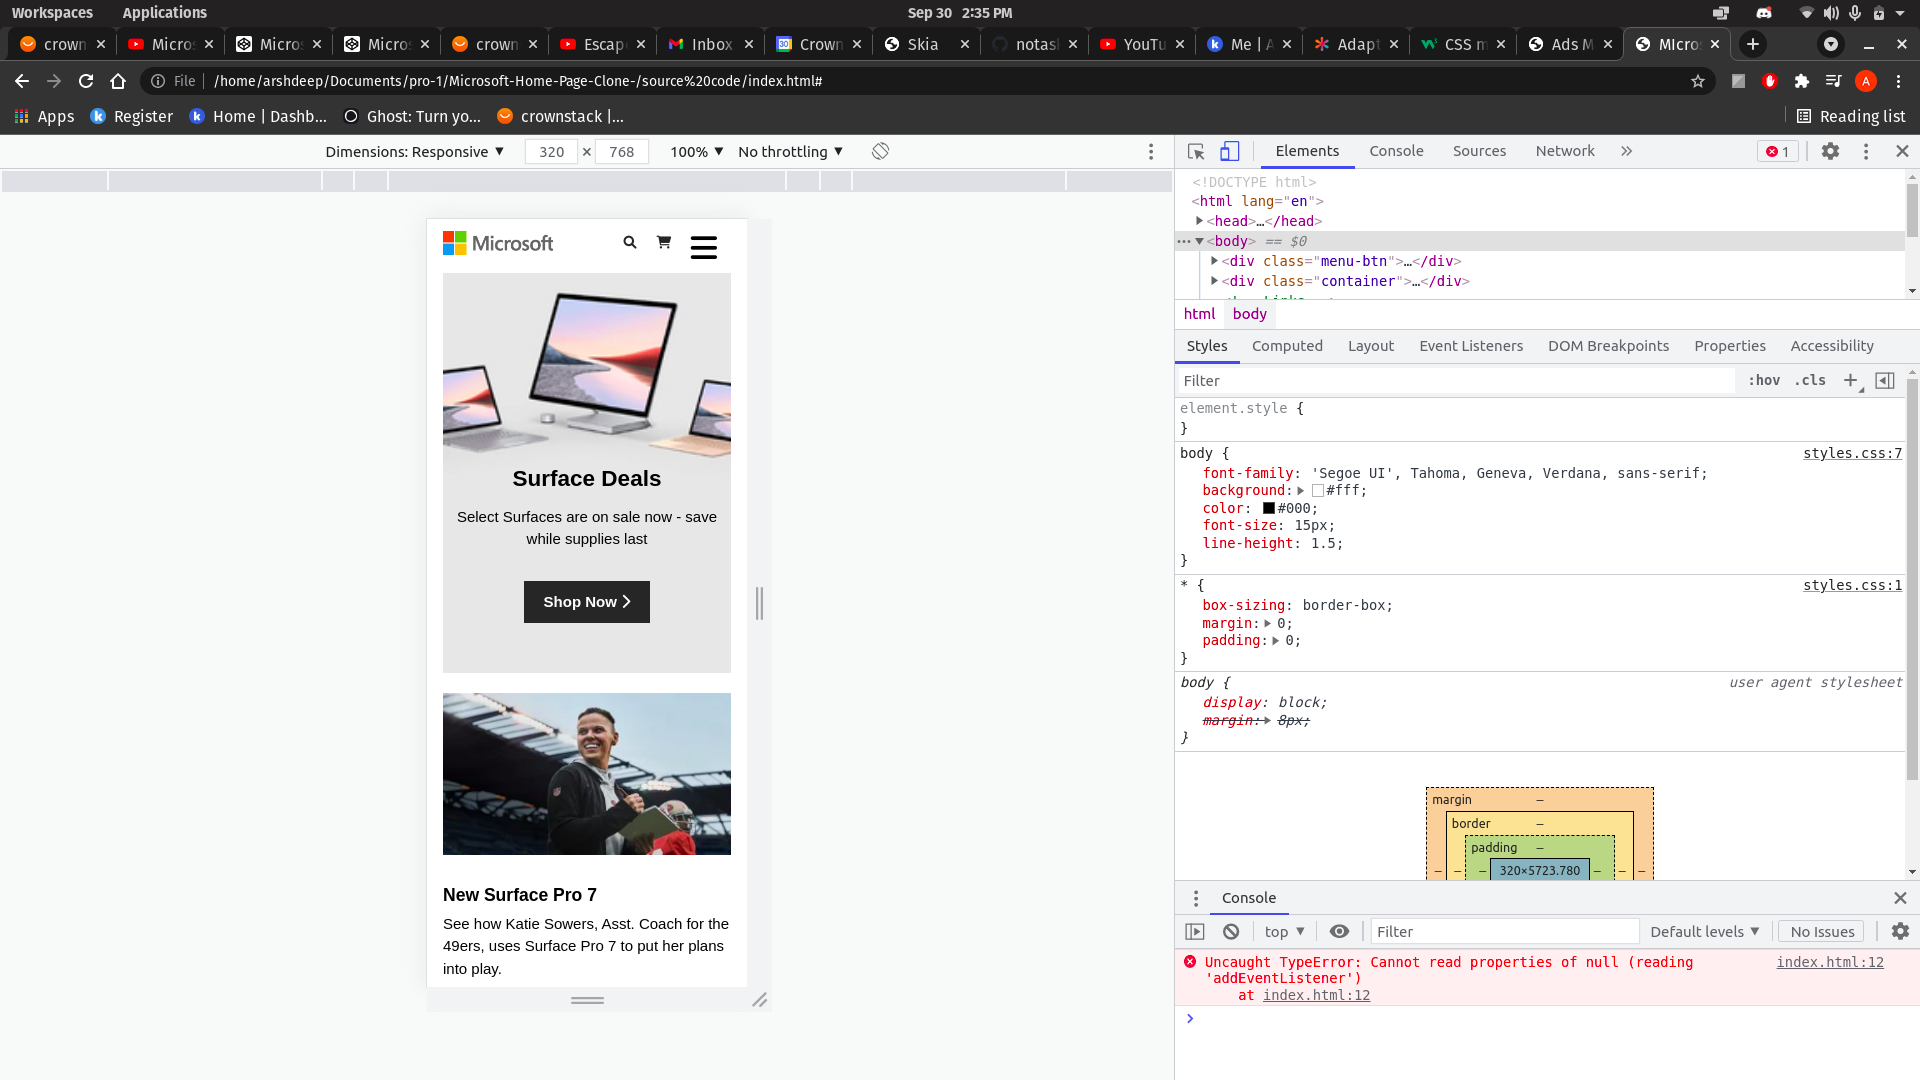 Workspaces Applications Sep 30 2:35 PM
crown Micros Micros Micros crown Escap Inbox Crown Skia notas YouTu Me | A Adapt CSS m Ads M MIcros
File /home/arshdeep/Documents/pro-1/Microsoft-Home-Page-Clone-/source%20code/index.html# A
Apps Register Home | Dashb... Ghost: Turn yo... crownstack |... Reading list
Dimensions: Responsive ▼ 320 × 768 100% ▼ No throttling ▼
Elements Console Sources Network » 1
<!DOCTYPE html>
<html lang="en">
▶<head>…</head>
…▼<body> == $0
▶<div class="menu-btn">…</div>
▶<div class="container">…</div>
html body
Styles Computed Layout Event Listeners DOM Breakpoints Properties Accessibility
Filter :hov .cls +
element.style {
}
body { styles.css:7
font-family: 'Segoe UI', Tahoma, Geneva, Verdana, sans-serif;
background:▶ #fff;
color: #000;
font-size: 15px;
line-height: 1.5;
}
* { styles.css:1
box-sizing: border-box;
margin:▶ 0;
padding:▶ 0;
}
body { user agent stylesheet
display: block;
margin:▶ 8px;
}
margin –
border –
padding –
– – – 320×5723.780 – – –
Console
top ▼ Filter Default levels ▼ No Issues
Uncaught TypeError: Cannot read properties of null (reading index.html:12
'addEventListener')
at index.html:12
Microsoft
Surface Deals
Select Surfaces are on sale now - save
while supplies last
Shop Now
New Surface Pro 7
See how Katie Sowers, Asst. Coach for the
49ers, uses Surface Pro 7 to put her plans
into play.